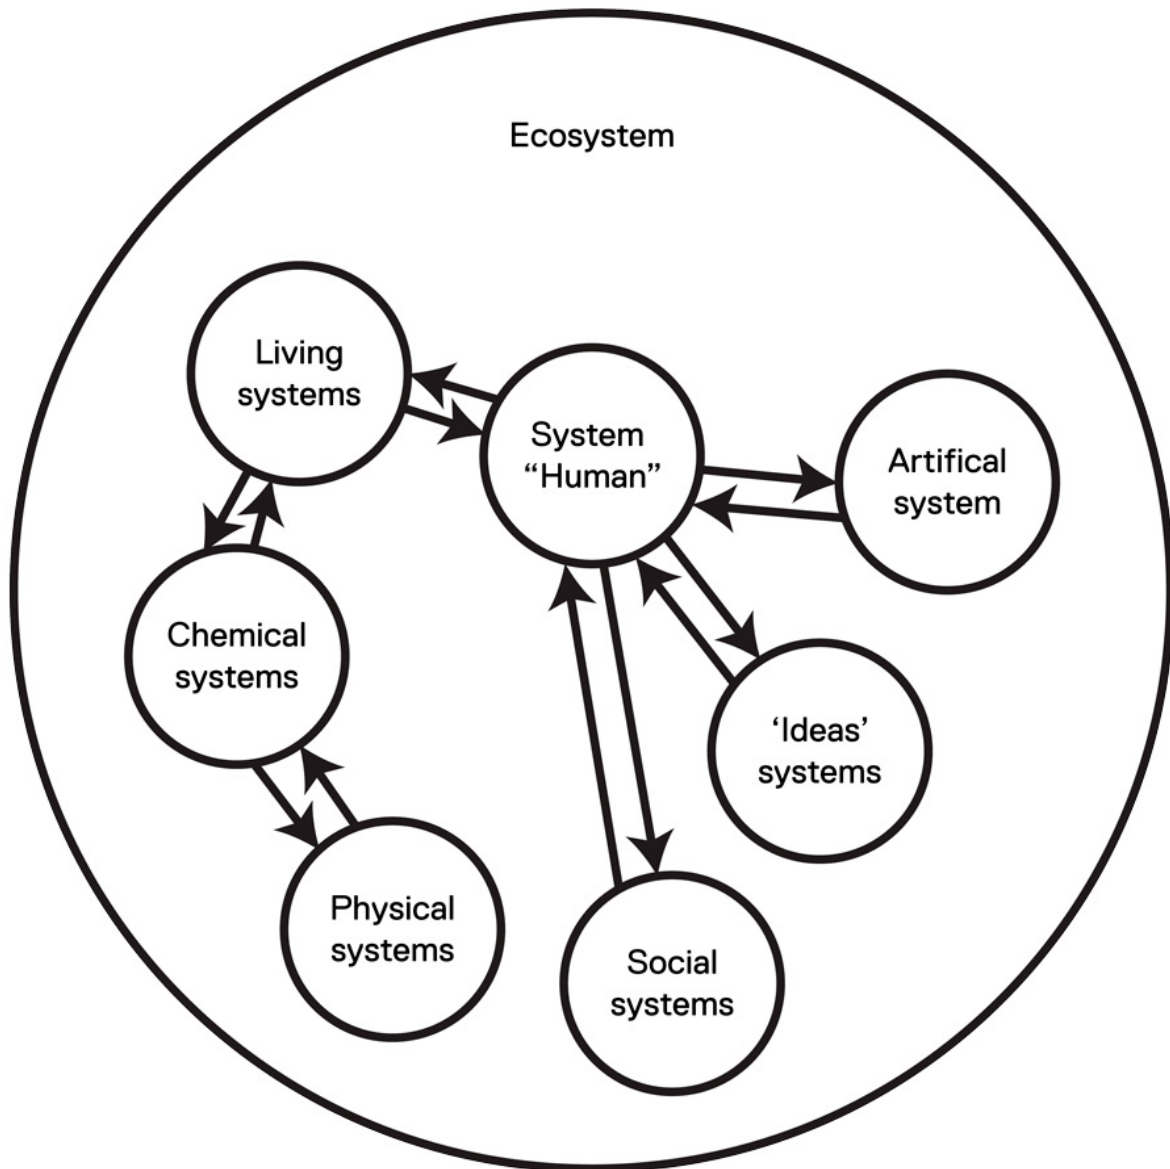 Ecosystem
Living
systems
System
“Human”
Artifical
system
Chemical
systems
‘Ideas’
systems
Physical
systems
Social
systems